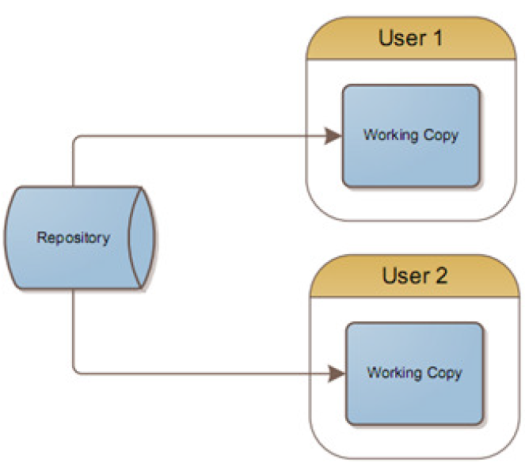 User 1
Working Copy
Repository
User 2
Working Copy